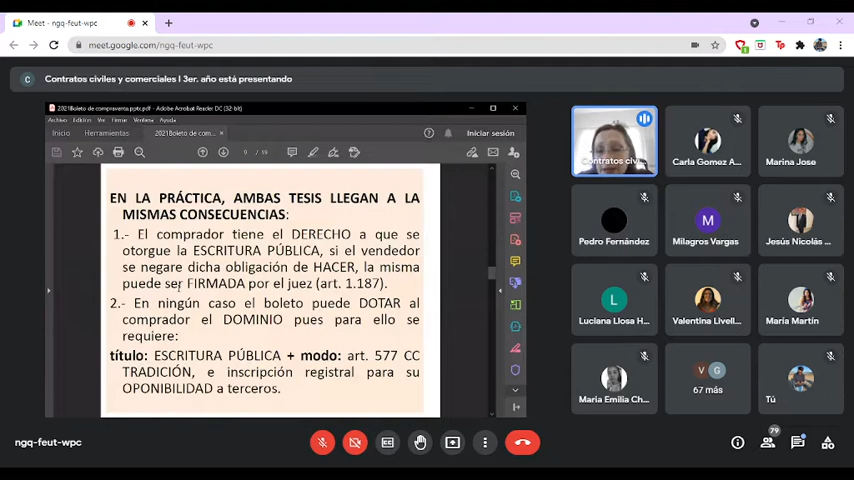 Meet - ngq-feut-wpc
meet.google.com/ngq-feut-wpc
C
Contratos civiles y comerciales I 3er. año está presentando
2021Boleto de compraventa.pptx.pdf - Adobe Acrobat Reader DC (32-bit)
Archivo Edición Ver Firmar Ventana Ayuda
Inicio
Herramientas
2021Boleto de com...
Iniciar sesión
9 / 19
EN LA PRÁCTICA, AMBAS TESIS LLEGAN A LA
MISMAS CONSECUENCIAS:
1.- El comprador tiene el DERECHO a que se
otorgue la ESCRITURA PÚBLICA, si el vendedor
se negare dicha obligación de HACER, la misma
puede ser FIRMADA por el juez (art. 1.187).
2.- En ningún caso el boleto puede DOTAR al
comprador el DOMINIO pues para ello se
requiere:
título: ESCRITURA PÚBLICA + modo: art. 577 CC
TRADICIÓN, e inscripción registral para su
OPONIBILIDAD a terceros.
Contratos civi...
Carla Gomez A...
Marina Jose
Pedro Fernández
M
Milagros Vargas
Jesús Nicolás ...
L
Luciana Llosa H...
Valentina Livell...
María Martín
Maria Emilia Ch...
V G
67 más
Tú
ngq-feut-wpc
79